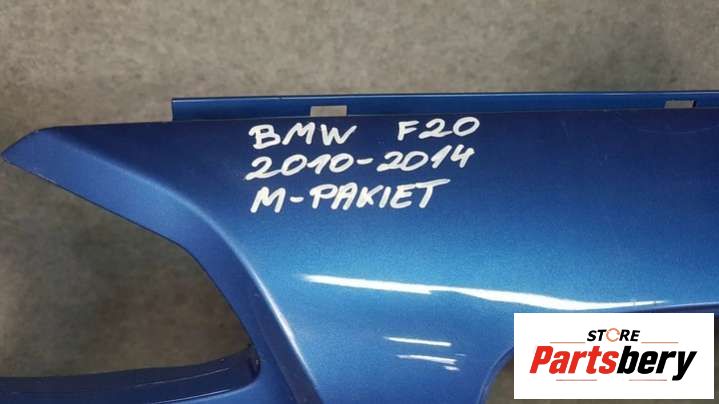 BMW F20
2010-2014
M-PAKIET
STORE
Partsbery